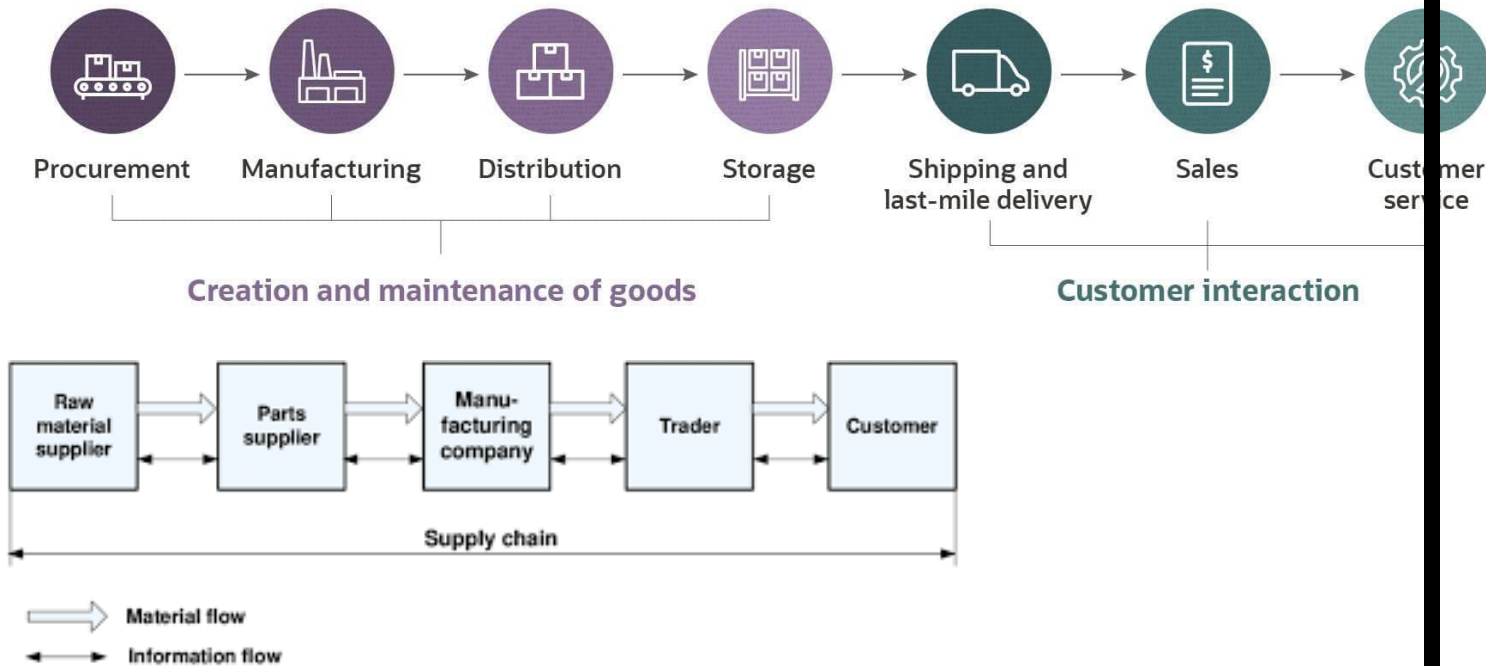 $
Procurement
Manufacturing
Distribution
Storage
Shipping and
last-mile delivery
Sales
Customer
service
Creation and maintenance of goods
Customer interaction
Raw
material
supplier
Parts
supplier
Manu-
facturing
company
Trader
Customer
Supply chain
Material flow
Information flow